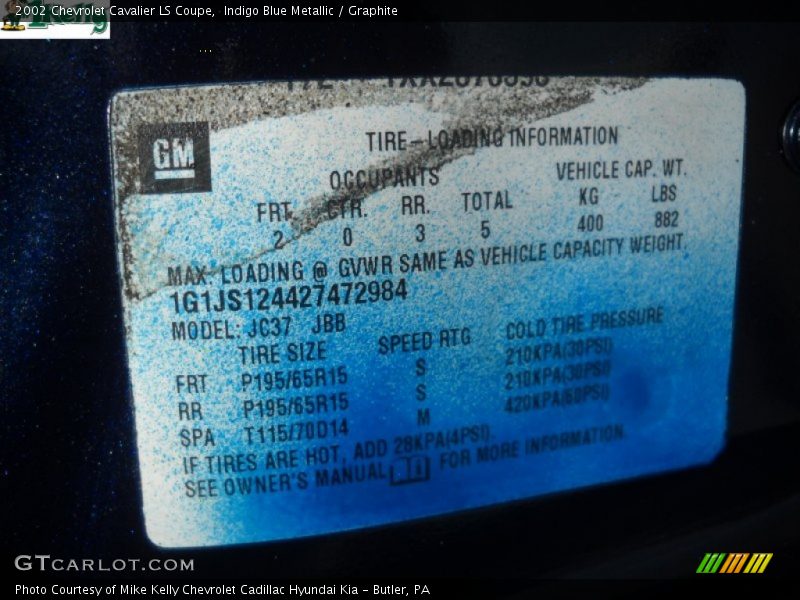 2002 Chevrolet Cavalier LS Coupe, Indigo Blue Metallic / Graphite
GM
TIRE-LOADING INFORMATION
OCCUPANTS VEHICLE CAP. WT.
FRT. CTR. RR. TOTAL KG LBS
2 0 3 5 400 882
MAX. LOADING @ GVWR SAME AS VEHICLE CAPACITY WEIGHT.
1G1JS124427472984
MODEL: JC37 JBB
TIRE SIZE SPEED RTG COLD TIRE PRESSURE
FRT P195/65R15 S 210KPA(30PSI)
RR P195/65R15 S 210KPA(30PSI)
SPA T115/70D14 M 420KPA(60PSI)
IF TIRES ARE HOT, ADD 28KPA(4PSI).
SEE OWNER'S MANUAL FOR MORE INFORMATION
GTCARLOT.COM
Photo Courtesy of Mike Kelly Chevrolet Cadillac Hyundai Kia - Butler, PA